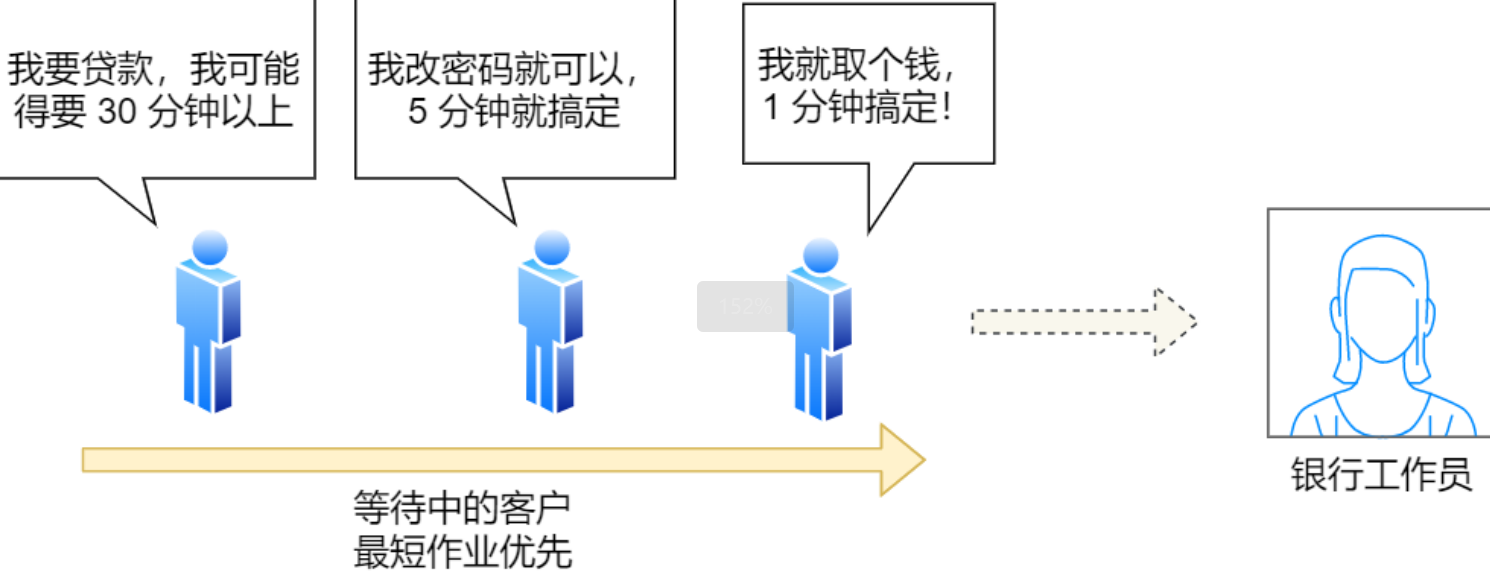 我要贷款，我可能
得要 30 分钟以上
我改密码就可以，
5 分钟就搞定
我就取个钱，
1 分钟搞定！
152%
银行工作员
等待中的客户
最短作业优先